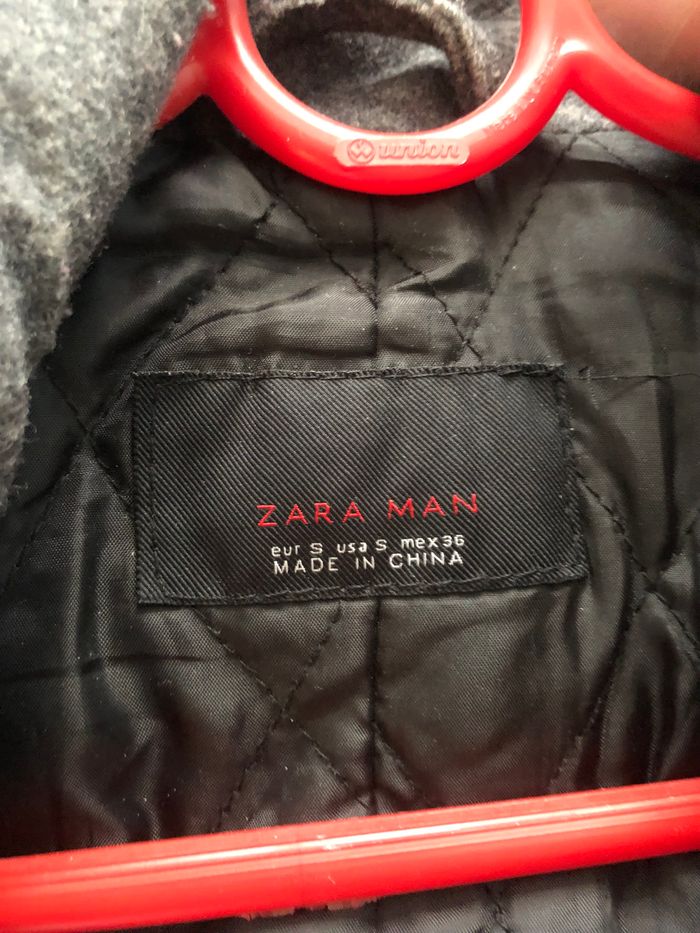 union
ZARA MAN
eur S usa S mex 36
MADE IN CHINA